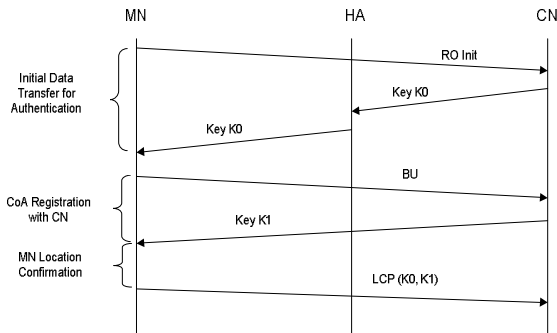 MN
HA
CN
RO Init
Initial Data
Transfer for
Authentication
Key K0
Key K0
BU
CoA Registration
with CN
Key K1
MN Location
Confirmation
LCP (K0, K1)